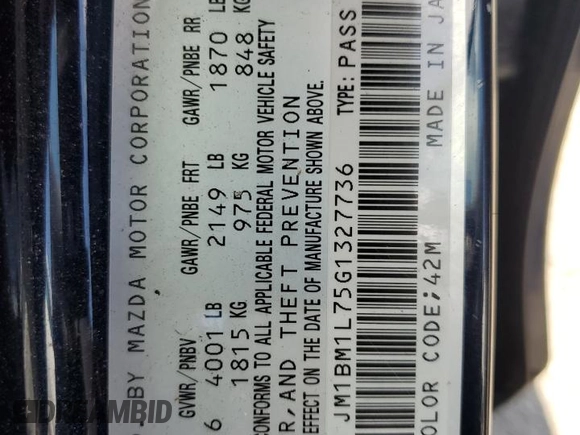 BY MAZDA MOTOR CORPORATION
GVWR/PNBV GAWR/PNBE FRT GAWR/PNBE RR
6 4001 LB 2149 LB 1870 LB
1815 KG 975 KG 848 KG
CONFORMS TO ALL APPLICABLE FEDERAL MOTOR VEHICLE SAFETY
R, AND THEFT PREVENTION
EFFECT ON THE DATE OF MANUFACTURE SHOWN ABOVE.
JM1BM1L75G1327736 TYPE: PASS
MADE IN JA
OLOR CODE;42M
DREAMBID